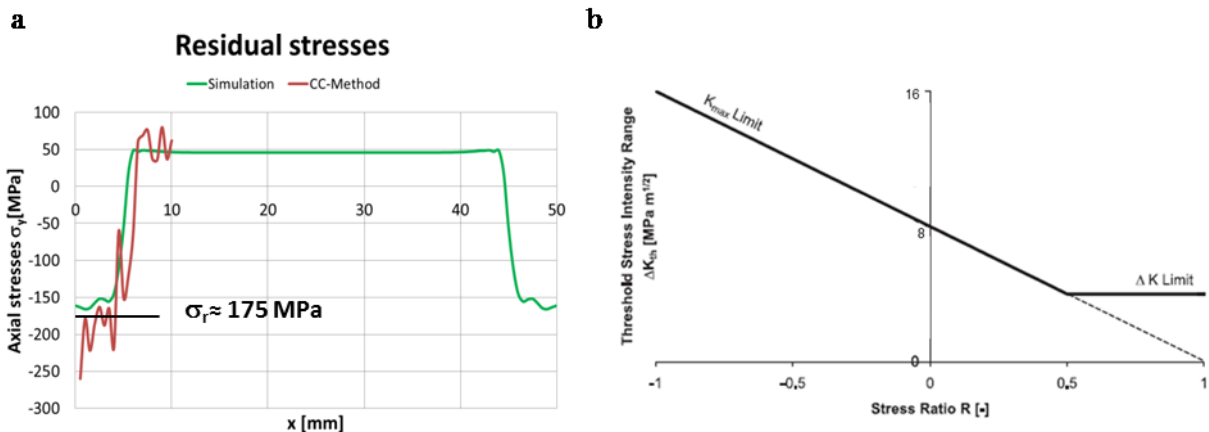 a
Residual stresses
Simulation CC-Method
Axial stresses σy[MPa]
100
50
0
-50
-100
-150
-200
-250
-300
0 10 20 30 40 50
σr≈ 175 MPa
x [mm]
b
Threshold Stress Intensity Range
ΔKth [MPa m1/2]
16
8
0
Kmax Limit
Δ K Limit
-1 -0.5 0 0.5 1
Stress Ratio R [-]